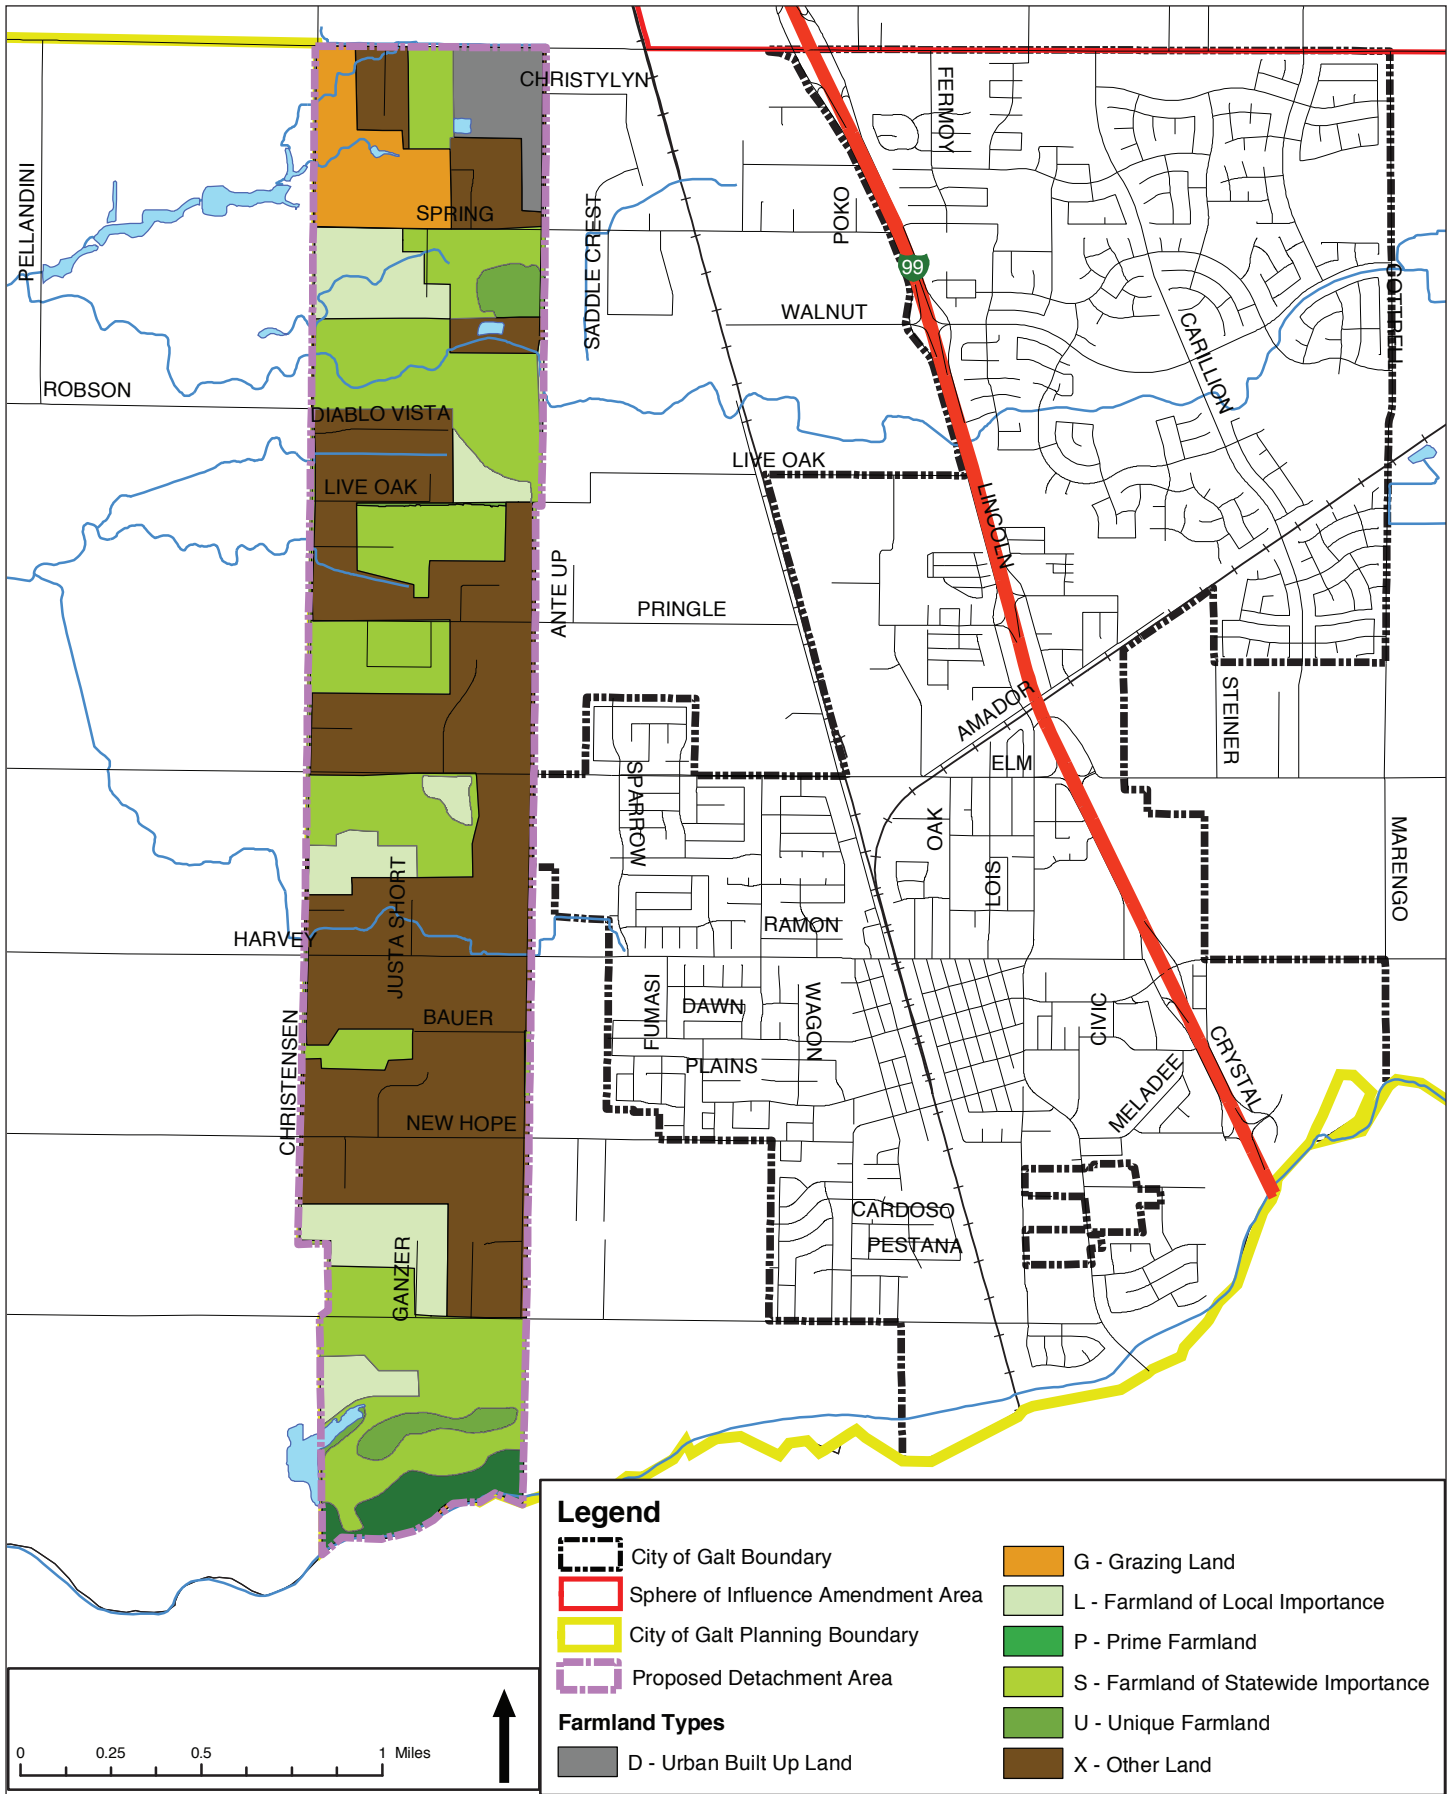 CHRISTYLYN
FERMOY
PELLANDINI
SPRING
SADDLE CREST
POKO
99
WALNUT
COTRELL
CARILLION
ROBSON
DIABLO VISTA
LIVE OAK
LIVE OAK
LINCOLN
ANTE UP
PRINGLE
AMADOR
STEINER
ELM
SPARROW
OAK
LOIS
MARENGO
JUSTA SHORT
RAMON
HARVEY
FUMASI
DAWN
WAGON
CIVIC
BAUER
CHRISTENSEN
PLAINS
MELADEE
CRYSTAL
NEW HOPE
CARDOSO
PESTANA
GANZER
Legend
City of Galt Boundary
Sphere of Influence Amendment Area
City of Galt Planning Boundary
Proposed Detachment Area
Farmland Types
D - Urban Built Up Land
G - Grazing Land
L - Farmland of Local Importance
P - Prime Farmland
S - Farmland of Statewide Importance
U - Unique Farmland
X - Other Land
0 0.25 0.5 1 Miles